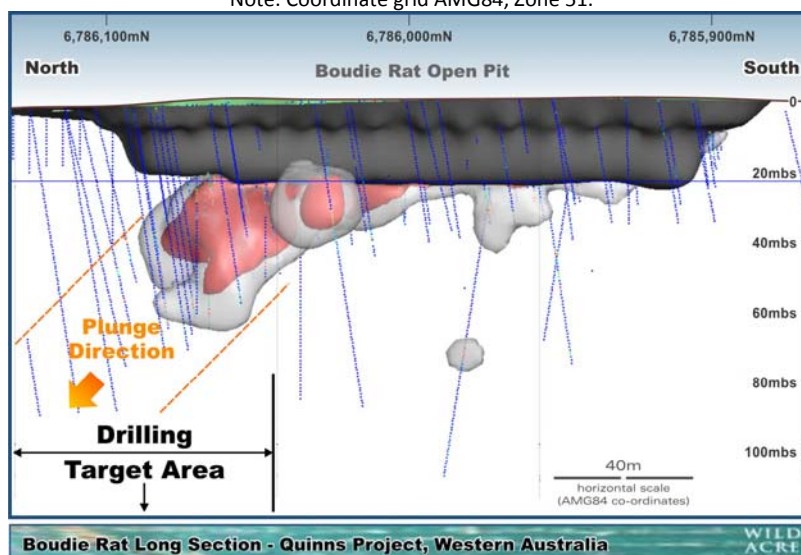 Note: Coordinate grid AMG84, Zone 51.
6,786,100mN 6,786,000mN 6,785,900mN
North Boudie Rat Open Pit South
0
20mbs
40mbs
60mbs
Plunge
Direction
80mbs
Drilling
Target Area
100mbs
40m
horizontal scale
(AMG84 co-ordinates)
Boudie Rat Long Section - Quinns Project, Western Australia
WILD
ACRE